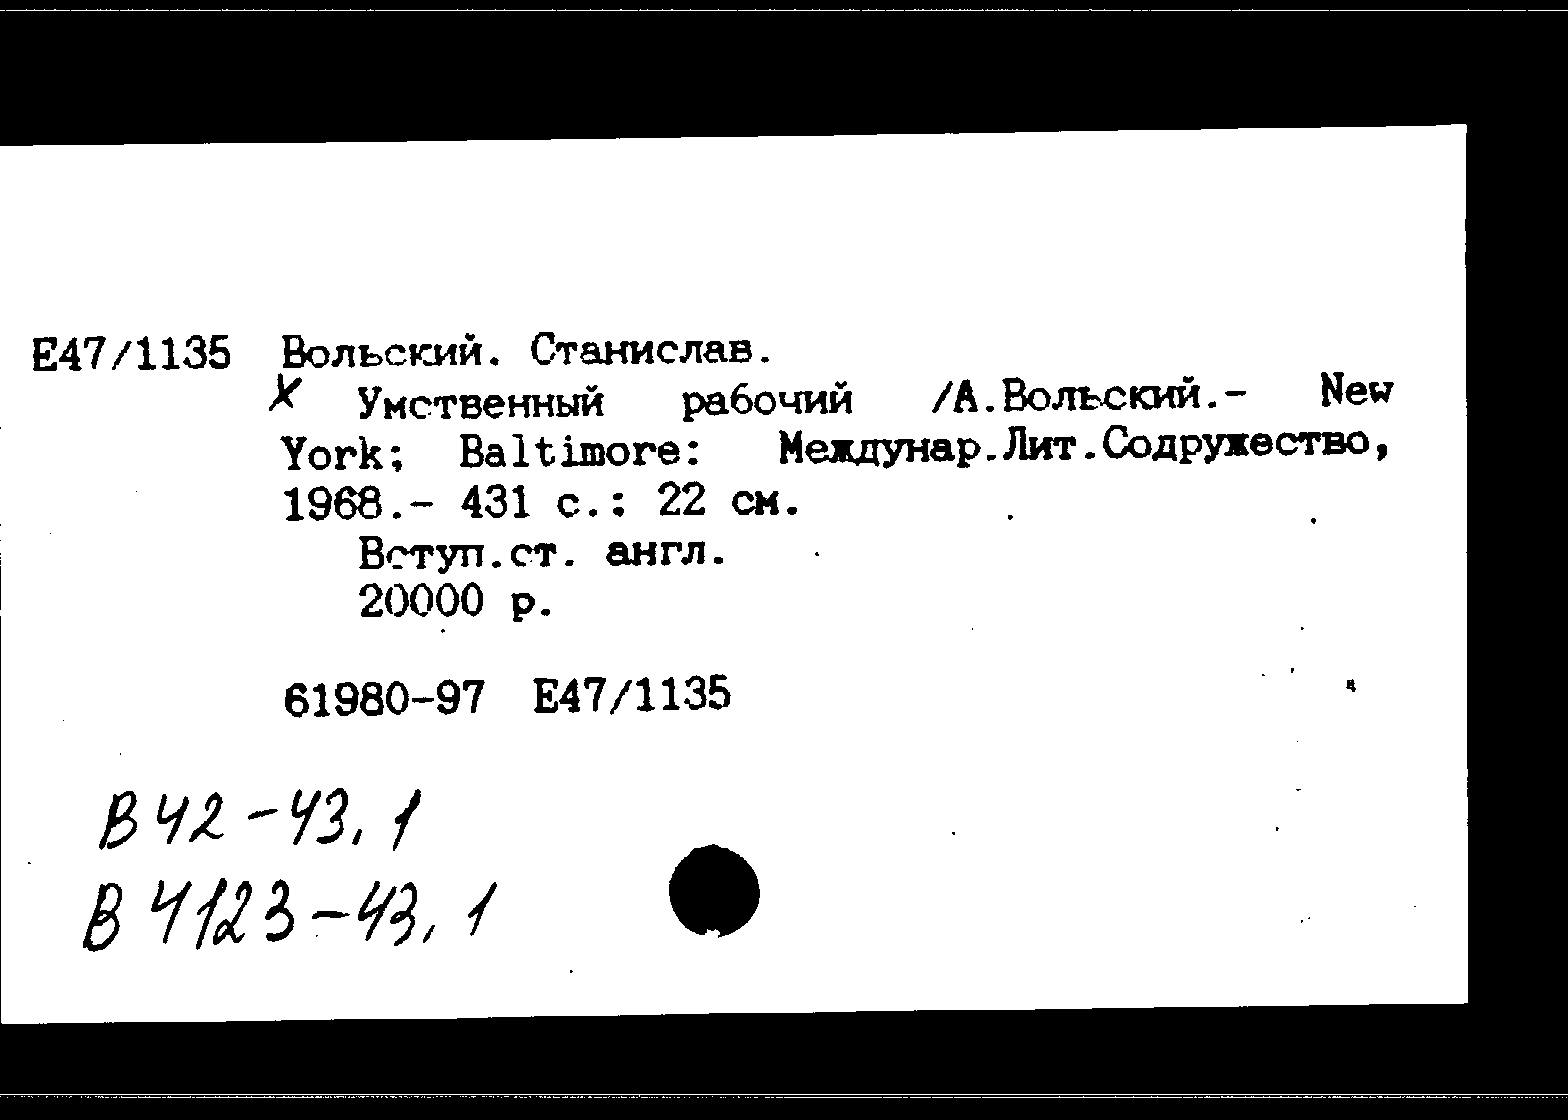 Е47/1135 Вольский. Станислав.
X Умственный рабочий /А.Вольский.- New
York; Baltimore: Междунар.Лит.Содружество,
1968.- 431 с.; 22 см.
Вступ.ст. англ.
20000 р.
61980-97 Е47/1135
В 42-43,1
В 4123-43,1